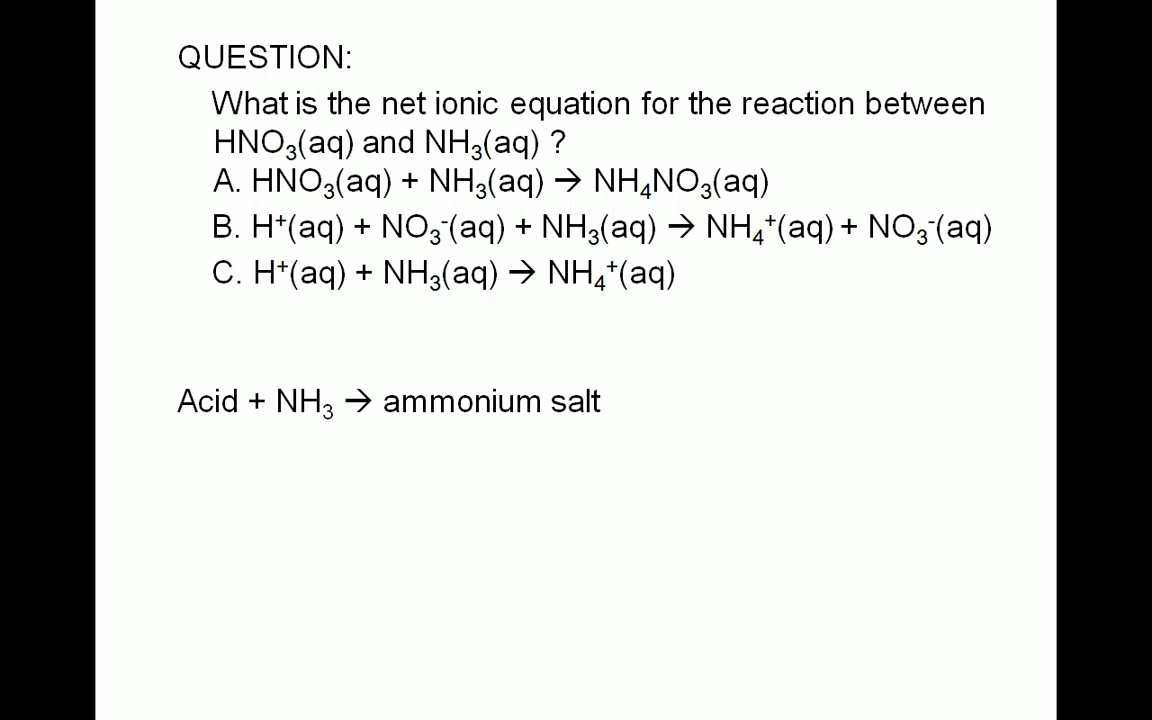 QUESTION:
What is the net ionic equation for the reaction between
HNO₃(aq) and NH₃(aq) ?
A. HNO₃(aq) + NH₃(aq) → NH₄NO₃(aq)
B. H⁺(aq) + NO₃⁻(aq) + NH₃(aq) → NH₄⁺(aq) + NO₃⁻(aq)
C. H⁺(aq) + NH₃(aq) → NH₄⁺(aq)
Acid + NH₃ → ammonium salt